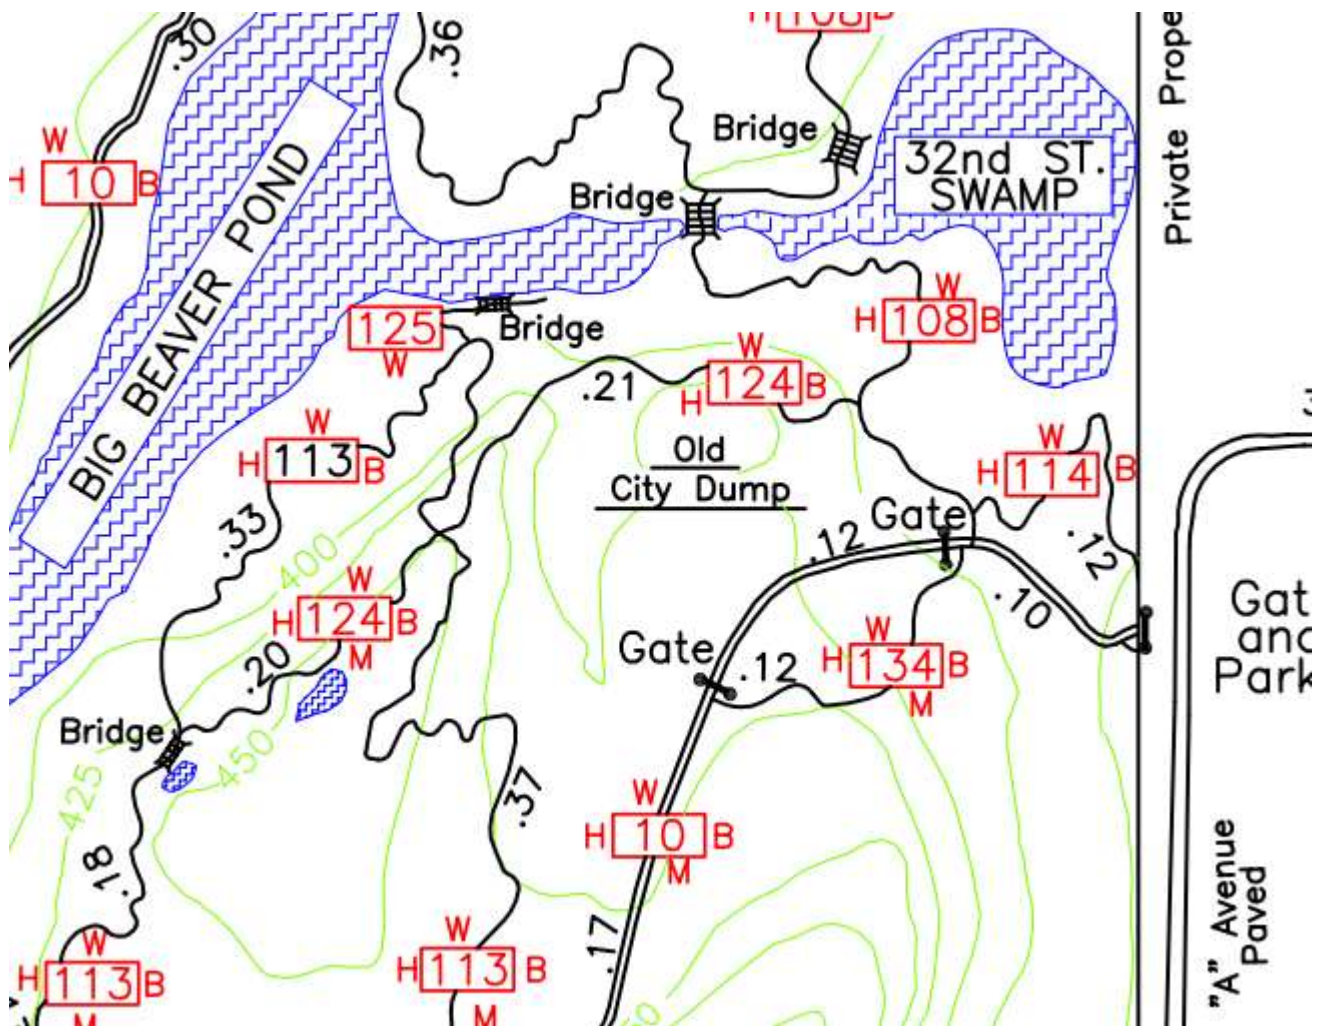 .30
.36
H 108 B
Private Prope
Bridge
W
H 10 B
32nd ST.
SWAMP
Bridge
BIG BEAVER POND
W
H 108 B
125
W
Bridge
.21
W
H 124 B
W
H 113 B
Old
City Dump
W
H 114 B
Gate
.33
.12
.12
400
.10
W
H 124 B
M
Gate
.12
W
H 134 B
M
Gat
and
Park
.20
Bridge
450
425
.37
W
H 10 B
M
.18
"A" Avenue
Paved
W
H 113 B
M
W
H 113 B
M
.17